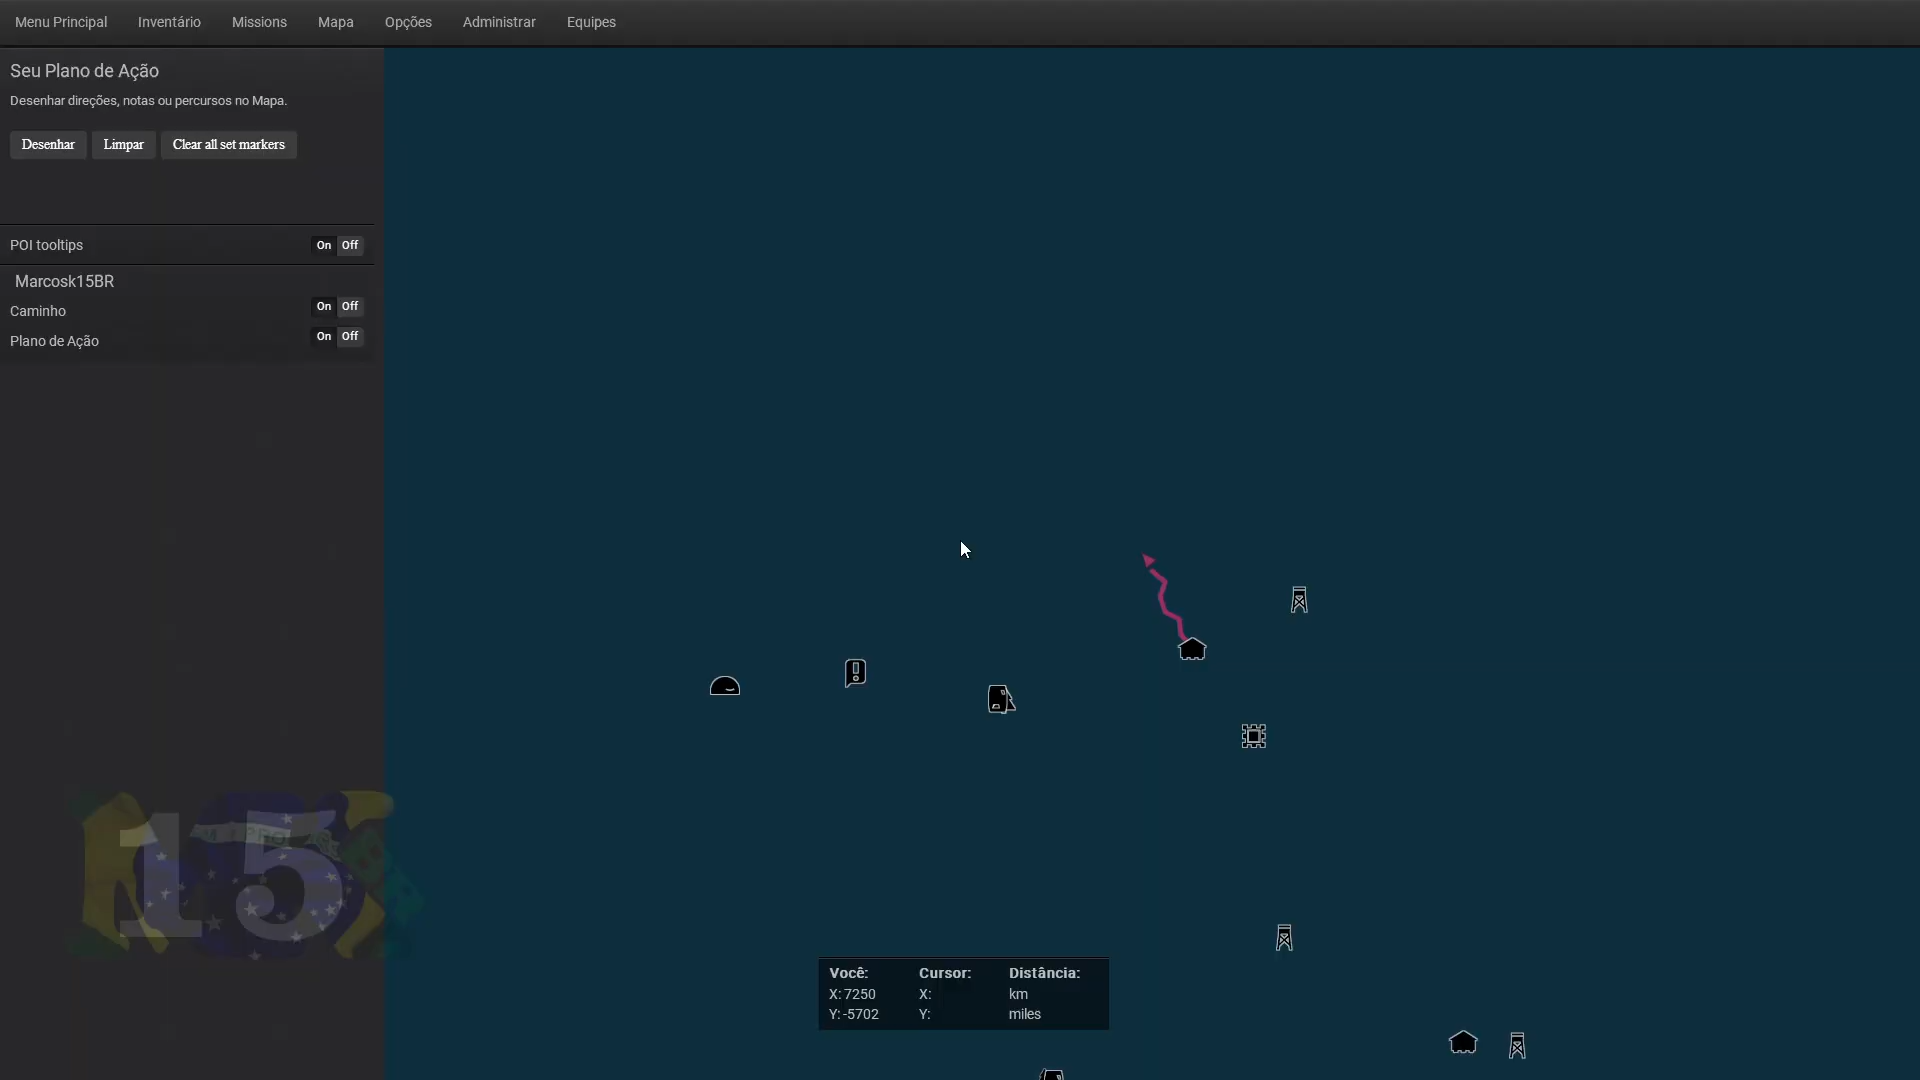 Menu Principal Inventário Missions Mapa Opções Administrar Equipes
Seu Plano de Ação
Desenhar direções, notas ou percursos no Mapa.
Desenhar Limpar Clear all set markers
POI tooltips On Off
Marcosk15BR
Caminho On Off
Plano de Ação On Off
15
Você: Cursor: Distância:
X: 7250 X: km
Y: -5702 Y: miles